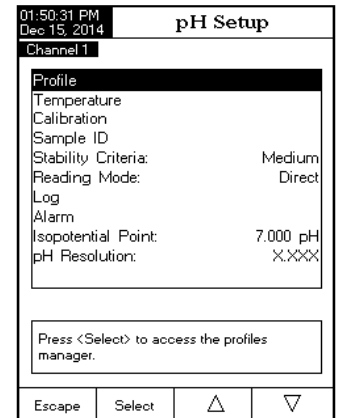 01:50:31 PM
Dec 15, 2014
pH Setup
Channel 1
Profile
Temperature
Calibration
Sample ID
Stability Criteria: Medium
Reading Mode: Direct
Log
Alarm
Isopotential Point: 7.000 pH
pH Resolution: X.XXX
Press <Select> to access the profiles
manager.
Escape Select △ ▽